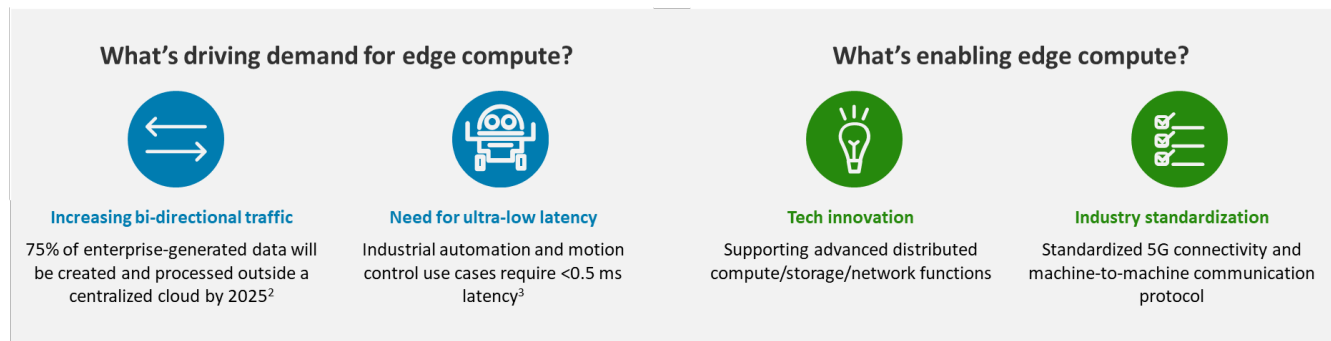 What's driving demand for edge compute?
What's enabling edge compute?
Increasing bi-directional traffic
75% of enterprise-generated data will
be created and processed outside a
centralized cloud by 2025²
Need for ultra-low latency
Industrial automation and motion
control use cases require <0.5 ms
latency³
Tech innovation
Supporting advanced distributed
compute/storage/network functions
Industry standardization
Standardized 5G connectivity and
machine-to-machine communication
protocol